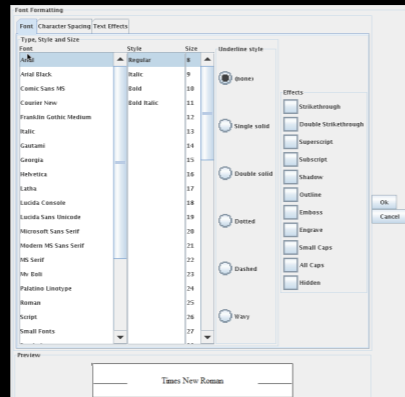 Font Formatting
Font Character Spacing Text Effects
Type, Style and Size
Font Style Size Underline style
Arial Regular 8
Arial Black Italic 9
Comic Sans MS Bold 10
Courier New Bold Italic 11
Franklin Gothic Medium 12
Italic 13
Gautami 14
Georgia 15
Helvetica 16
Latha 17
Lucida Console 18
Lucida Sans Unicode 19
Microsoft Sans Serif 20
Modern MS Sans Serif 21
MS Serif 22
Mv Boli 23
Palatino Linotype 24
Roman 25
Script 26
Small Fonts 27
(none)
Single solid
Double solid
Dotted
Dashed
Wavy
Effects
Strikethrough
Double Strikethrough
Superscript
Subscript
Shadow
Outline
Emboss
Engrave
Small Caps
All Caps
Hidden
Ok
Cancel
Preview
Times New Roman